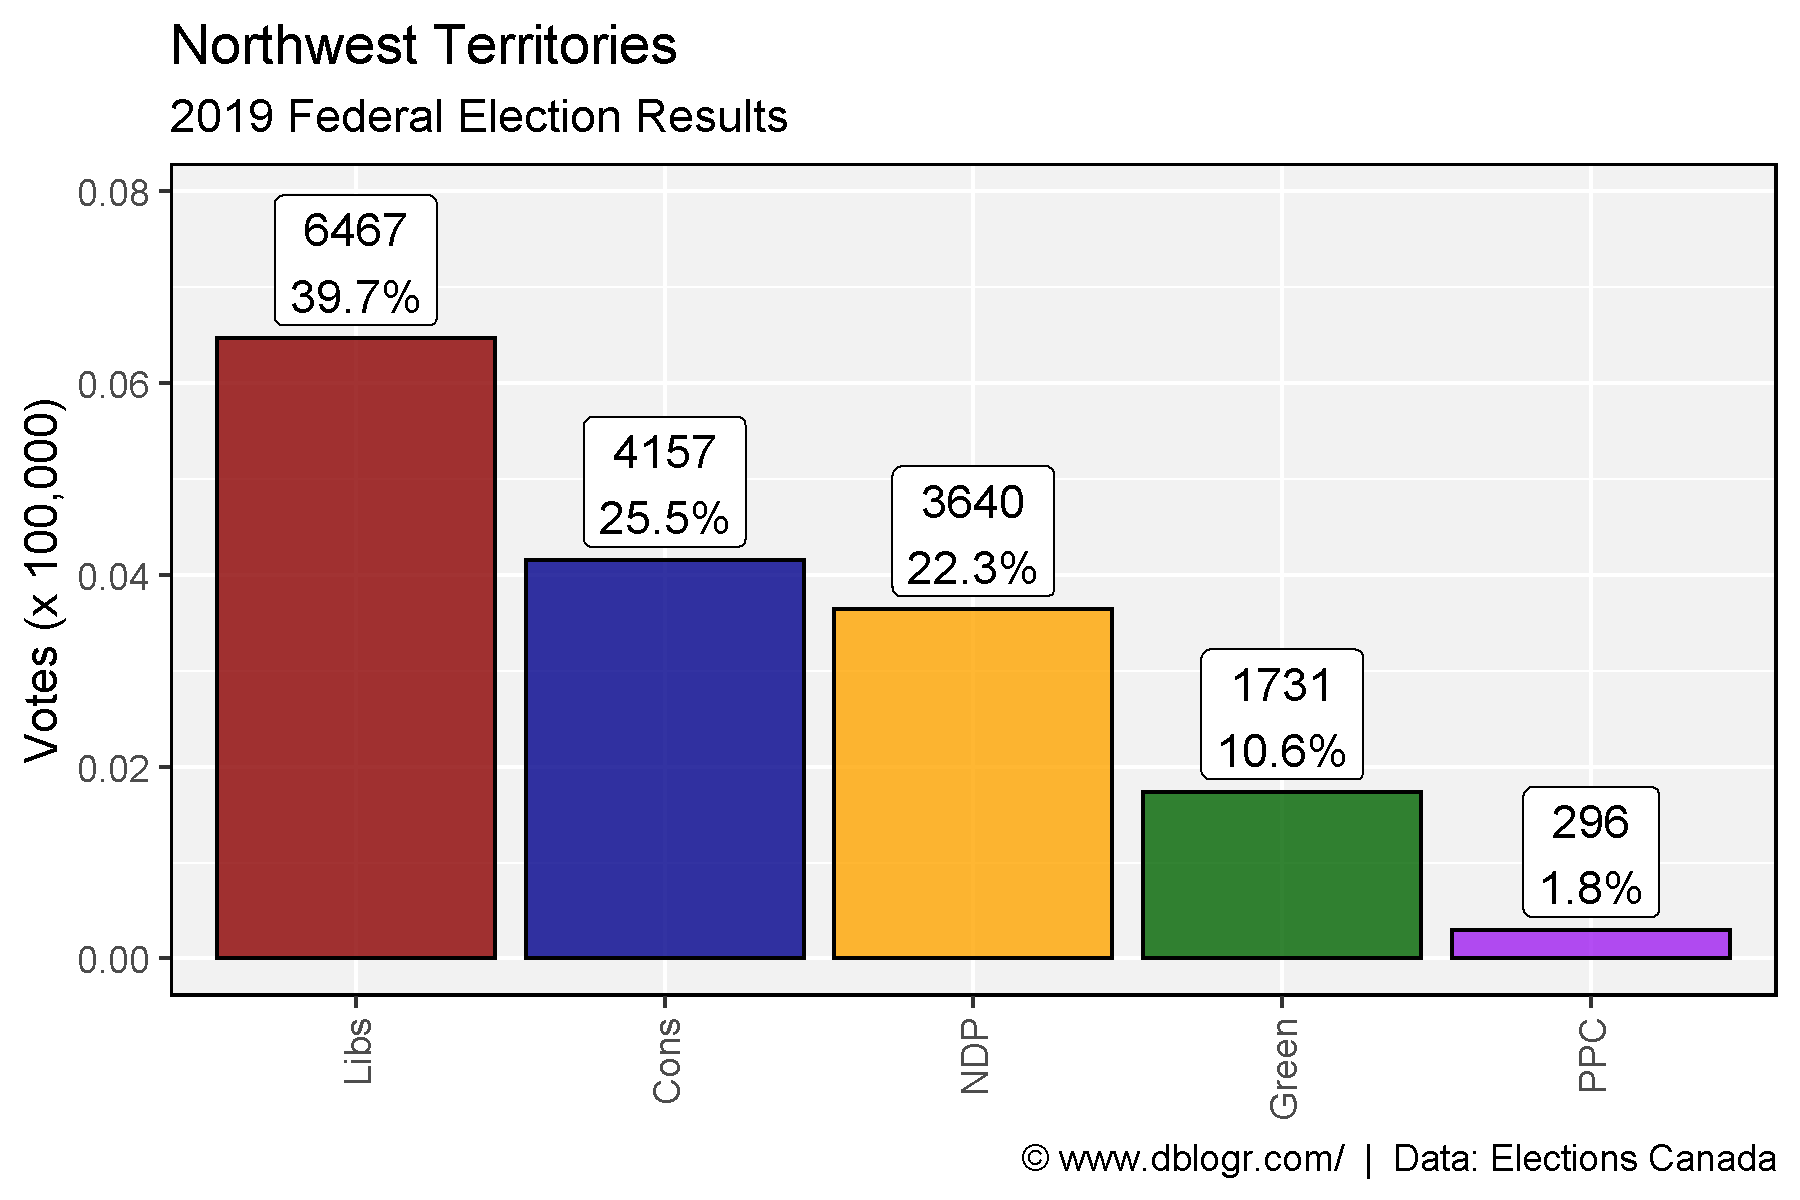 Northwest Territories
2019 Federal Election Results
Votes (x 100,000)
0.08
0.06
0.04
0.02
0.00
6467
39.7%
4157
25.5%
3640
22.3%
1731
10.6%
296
1.8%
Libs
Cons
NDP
Green
PPC
© www.dblogr.com/ | Data: Elections Canada